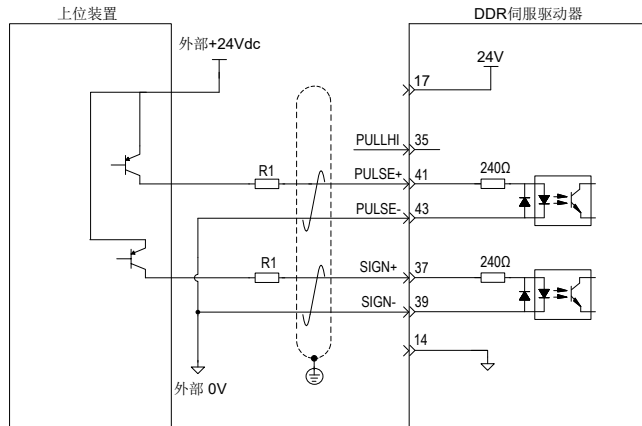 上位装置
DDR伺服驱动器
外部+24Vdc
24V
17
PULLHI
35
R1
PULSE+
41
240Ω
PULSE-
43
R1
SIGN+
37
240Ω
SIGN-
39
14
外部 0V